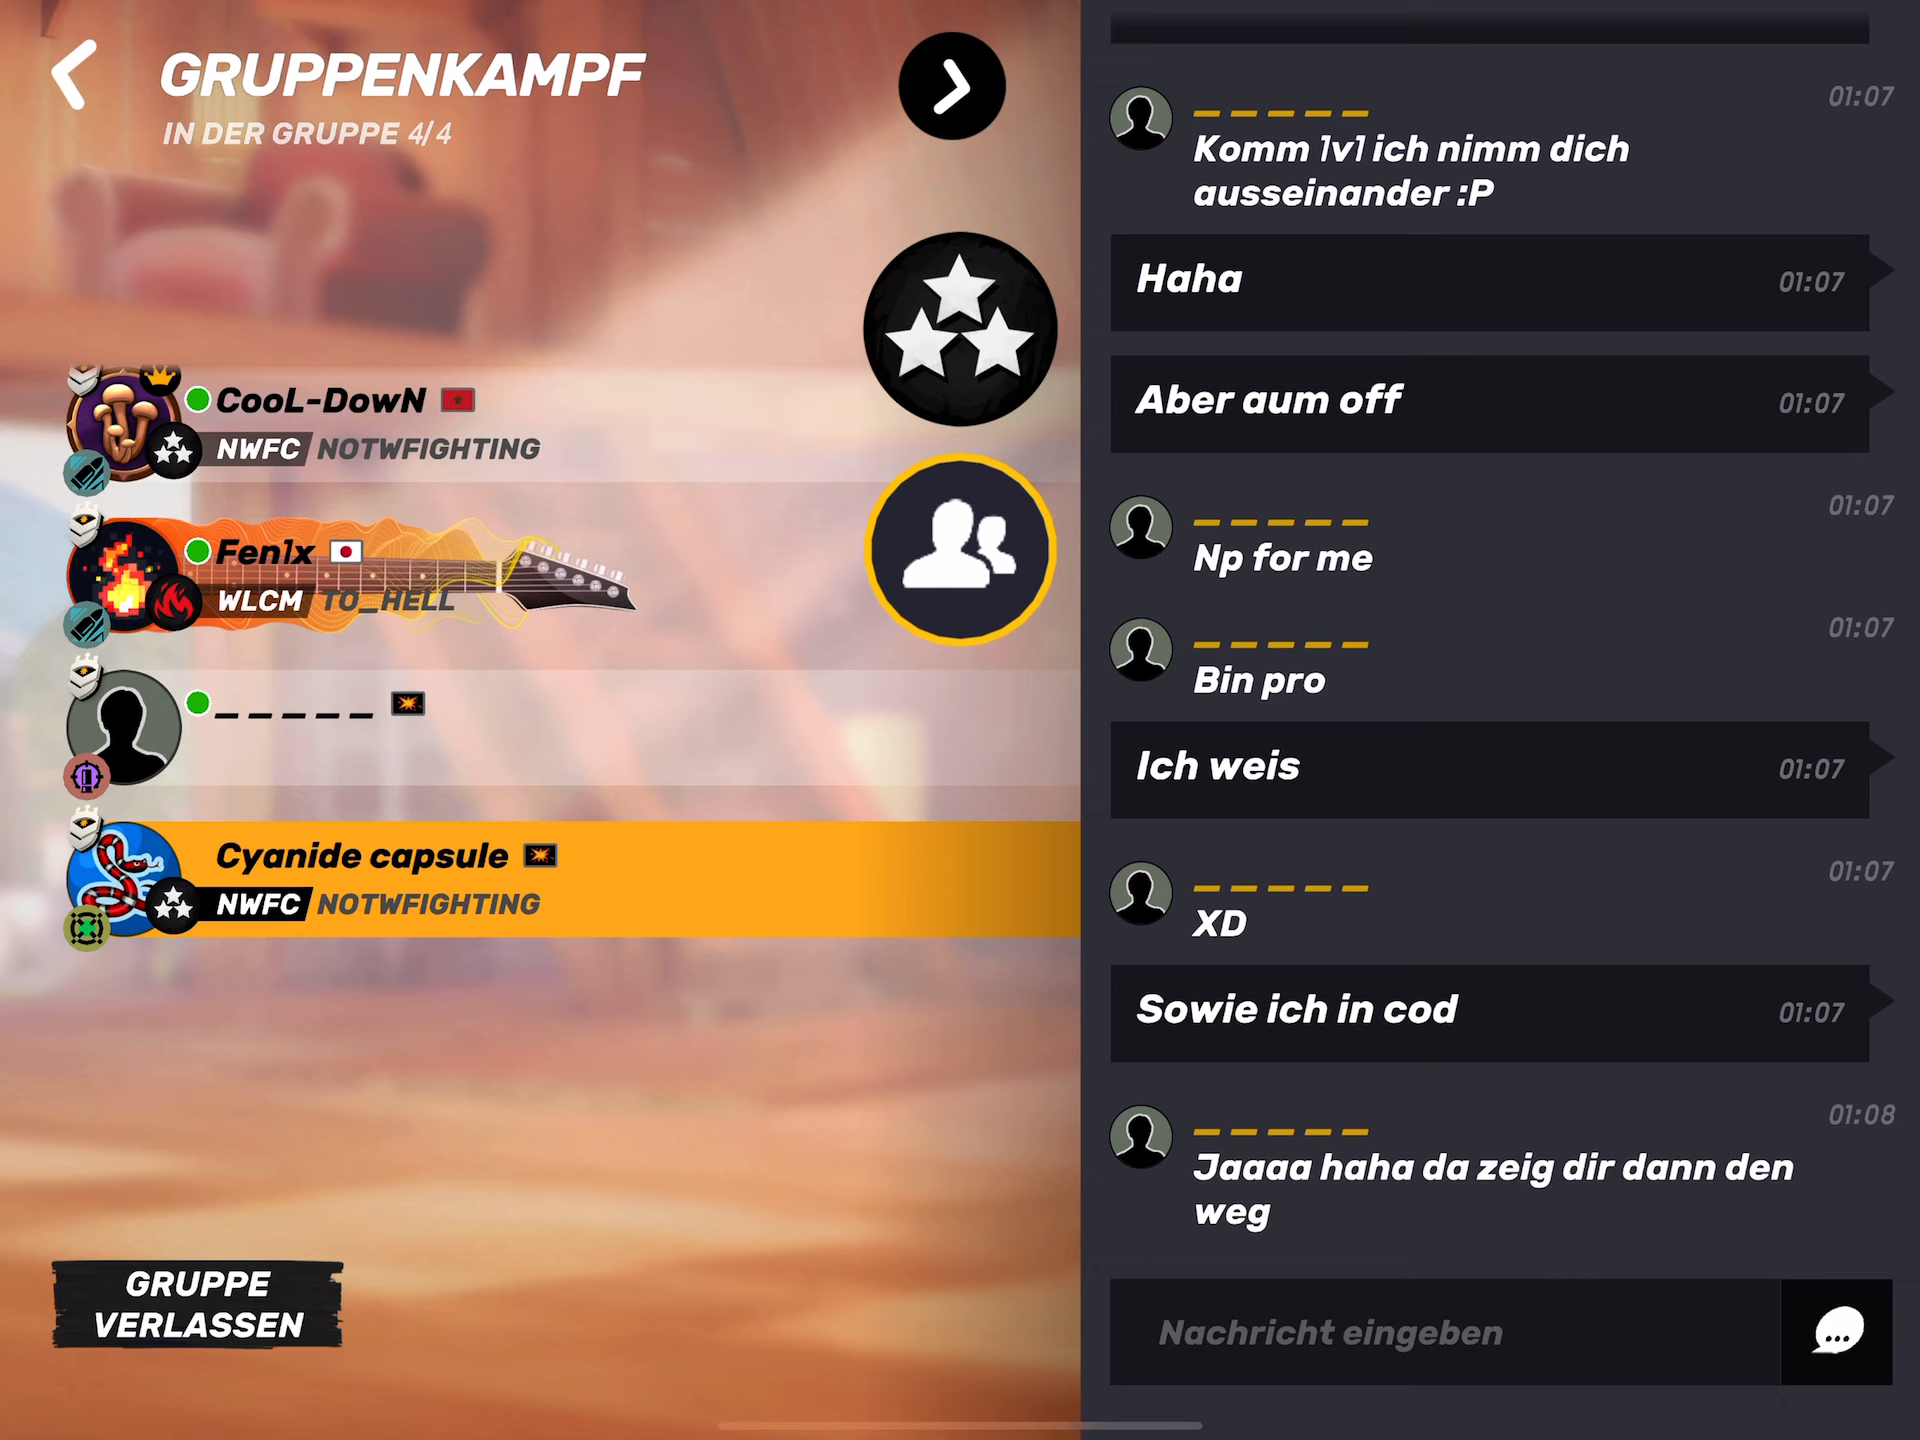 GRUPPENKAMPF
IN DER GRUPPE 4/4
CooL-DowN
NWFC NOTWFIGHTING
Fen1x
WLCM TO_HELL
_ _ _ _ _
Cyanide capsule
NWFC NOTWFIGHTING
GRUPPE
VERLASSEN
01:07
_ _ _ _ _
Komm 1v1 ich nimm dich
ausseinander :P
Haha 01:07
Aber aum off 01:07
01:07
_ _ _ _ _
Np for me
01:07
_ _ _ _ _
Bin pro
Ich weis 01:07
01:07
_ _ _ _ _
XD
Sowie ich in cod 01:07
01:08
_ _ _ _ _
Jaaaa haha da zeig dir dann den
weg
Nachricht eingeben